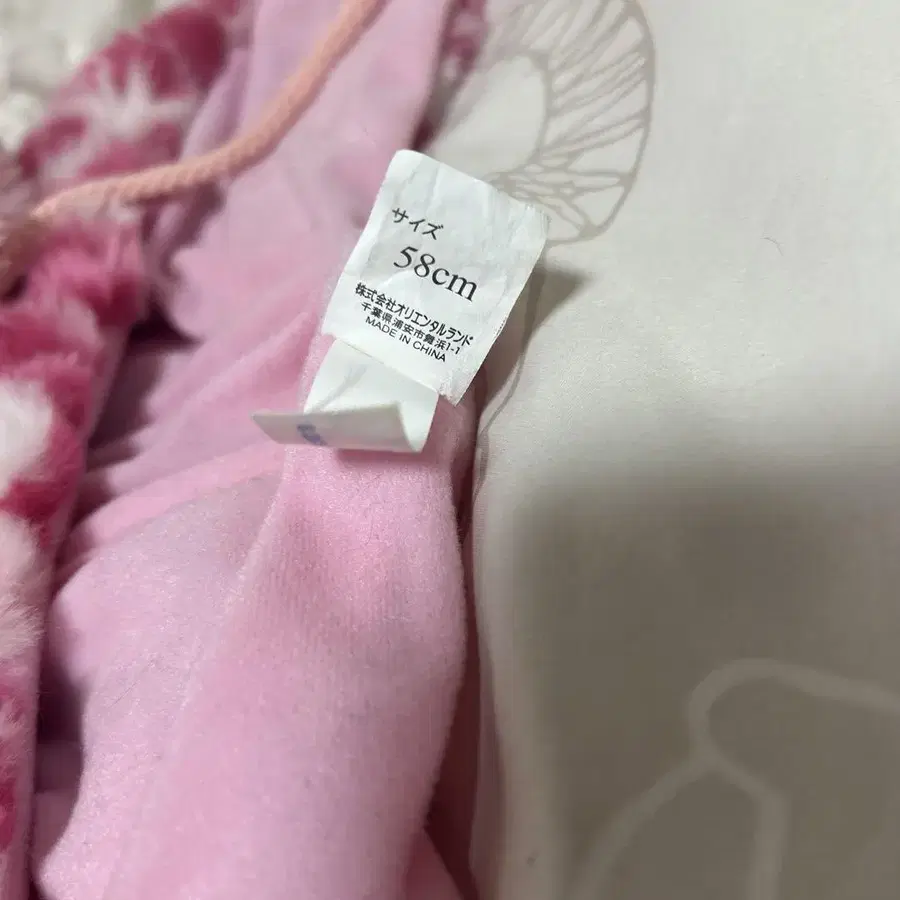 サイズ
58cm
株式会社オリエンタルランド
千葉県浦安市舞浜1-1
MADE IN CHINA